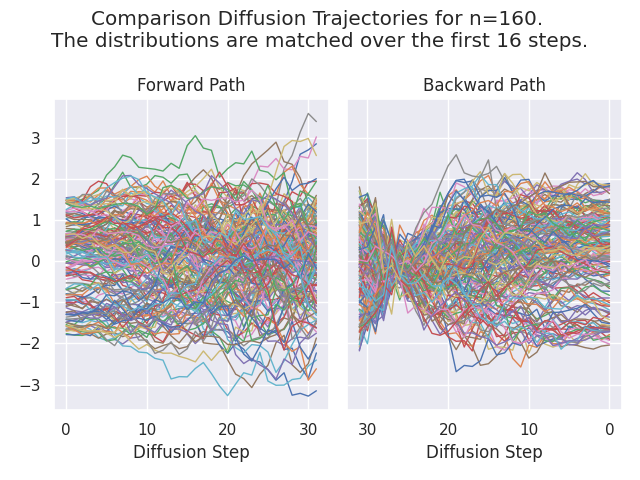 Comparison Diffusion Trajectories for n=160.
The distributions are matched over the first 16 steps.
Forward Path
Backward Path
3
2
1
0
−1
−2
−3
0 10 20 30
30 20 10 0
Diffusion Step
Diffusion Step